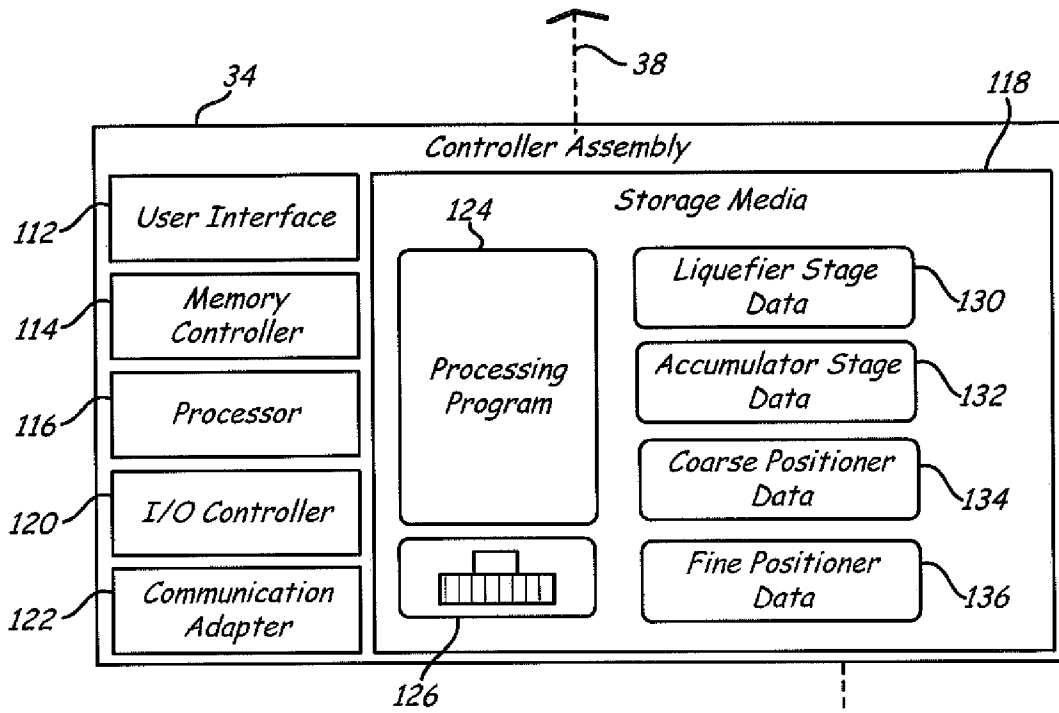 38
34
118
Controller Assembly
User Interface
112
Storage Media
124
Liquefier Stage
Data
130
Memory
Controller
114
Processing
Program
Accumulator Stage
Data
132
Processor
116
Coarse Positioner
Data
134
I/O Controller
120
Fine Positioner
Data
136
Communication
Adapter
122
126